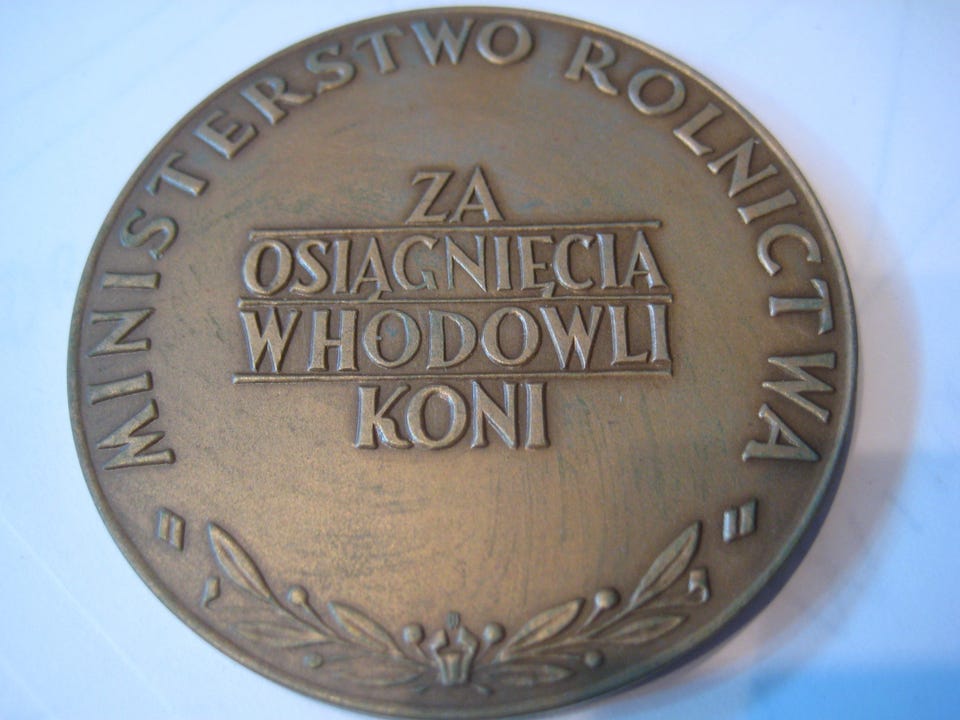 MINISTERSTWO ROLNICTWA
ZA
OSIĄGNIĘCIA
W HODOWLI
KONI